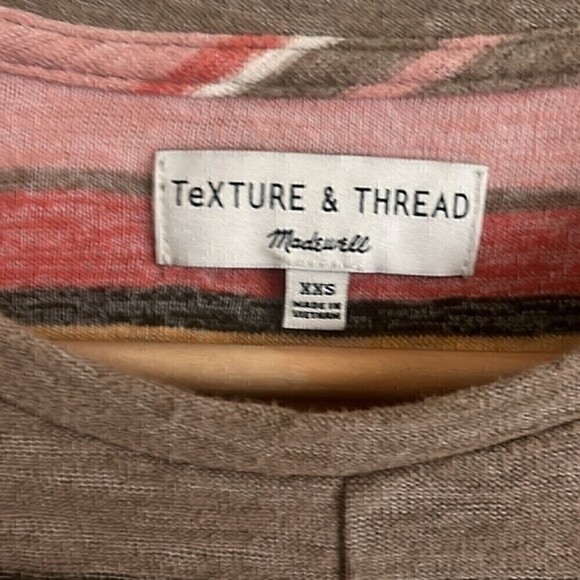 TeXTURE & THREAD
Madewell
XXS
MADE IN
VIETNAM